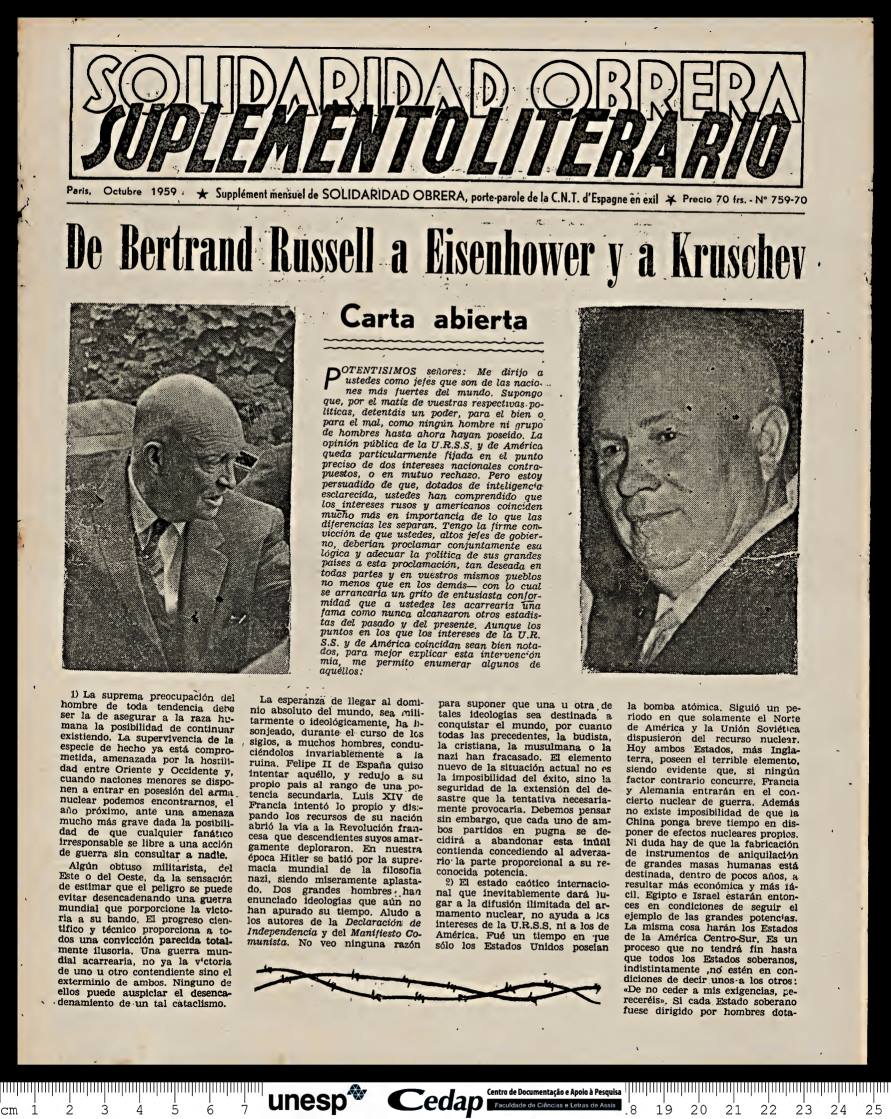 SOLIDARIDAD OBRERA
SUPLEMENTO LITERARIO
Paris, Octubre 1959 ★ Supplément mensuel de SOLIDARIDAD OBRERA, porte-parole de la C.N.T. d'Espagne en exil ★ Precio 70 frs. - N° 759-70
De Bertrand Russell a Eisenhower y a Kruschev
Carta abierta
POTENTISIMOS señores: Me dirijo a
ustedes como jefes que son de las nacio-
nes más fuertes del mundo. Supongo
que, por el matiz de vuestras respectivas po-
líticas, detentáis un poder, para el bien o
para el mal, como ningún hombre ni grupo
de hombres hasta ahora hayan poseído. La
opinión pública de la U.R.S.S. y de América
queda particularmente fijada en el punto
preciso de dos intereses nacionales contra-
puestos, o en mutuo rechazo. Pero estoy
persuadido de que, dotados de inteligencia
esclarecida, ustedes han comprendido que
los intereses rusos y americanos coinciden
mucho más en importancia de lo que las
diferencias les separan. Tengo la firme con-
vicción de que ustedes, altos jefes de gobier-
no, deberían proclamar conjuntamente esa
lógica y adecuar la política de sus grandes
países a esta proclamación, tan deseada en
todas partes y en vuestros mismos pueblos
no menos que en los demás— con lo cual
se arrancaria un grito de entusiasta confor-
midad que a ustedes les acarrearia una
fama como nunca alcanzaron otros estadis-
tas del pasado y del presente. Aunque los
puntos en los que los intereses de la U.R.
S.S. y de América coincidan sean bien nota-
dos, para mejor explicar esta intervención
mía, me permito enumerar algunos de
aquéllos:
1) La suprema preocupación del
hombre de toda tendencia debe
ser la de asegurar a la raza hu-
mana la posibilidad de continuar
existiendo. La supervivencia de la
especie de hecho ya está compro-
metida, amenazada por la hostili-
dad entre Oriente y Occidente y,
cuando naciones menores se dispo-
nen a entrar en posesión del arma
nuclear podemos encontrarnos, el
año próximo, ante una amenaza
mucho más grave dada la posibili-
dad de que cualquier fanático
irresponsable se libre a una acción
de guerra sin consultar a nadie.
Algún obtuso militarista, del
Este o del Oeste, da la sensación
de estimar que el peligro se puede
evitar desencadenando una guerra
mundial que porporcione la victo-
ria a su bando. El progreso cien-
tífico y técnico proporciona a to-
dos una convicción parecida total-
mente ilusoria. Una guerra mun-
dial acarrearía, no ya la victoria
de uno u otro contendiente sino el
exterminio de ambos. Ninguno de
ellos puede auspiciar el desenca-
denamiento de un tal cataclismo.
La esperanza de llegar al domi-
nio absoluto del mundo, sea mili-
tarmente o ideológicamente, ha li-
sonjeado, durante el curso de los
siglos, a muchos hombres, condu-
ciéndolos invariablemente a la
ruina. Felipe II de España quiso
intentar aquéllo, y redujo a su
propio país al rango de una po-
tencia secundaria. Luis XIV de
Francia intentó lo propio y disi-
pando los recursos de su nación
abrió la vía a la Revolución fran-
cesa que descendientes suyos amar-
gamente deploraron. En nuestra
época Hitler se batió por la supre-
macia mundial de la filosofía
nazi, siendo miseramente aplasta-
do. Dos grandes hombres han
enunciado ideologías que aún no
han apurado su tiempo. Aludo a
los autores de la Declaración de
Independencia y del Manifiesto Co-
munista. No veo ninguna razón
para suponer que una u otra de
tales ideologías sea destinada a
conquistar el mundo, por cuanto
todas las precedentes, la budista,
la cristiana, la musulmana o la
nazi han fracasado. El elemento
nuevo de la situación actual no es
la imposibilidad del éxito, sino la
seguridad de la extensión del de-
sastre que la tentativa necesaria-
mente provocaria. Debemos pensar
sin embargo, que cada uno de am-
bos partidos en pugna se de-
cidirá a abandonar esta inútil
contienda concediendo al adversa-
rio la parte proporcional a su re-
conocida potencia.
2) El estado caótico internacio-
nal que inevitablemente dará lu-
gar a la difusión ilimitada del ar-
mamento nuclear, no ayuda a los
intereses de la U.R.S.S. ni a los de
América. Fué un tiempo en que
sólo los Estados Unidos poseían
la bomba atómica. Siguió un pe-
riodo en que solamente el Norte
de América y la Unión Soviética
dispusieron del recurso nuclear.
Hoy ambos Estados, más Ingla-
terra, poseen el terrible elemento,
siendo evidente que, si ningún
factor contrario concurre, Francia
y Alemania entrarán en el con-
cierto nuclear de guerra. Además
no existe imposibilidad de que la
China ponga breve tiempo en dis-
poner de efectos nucleares propios.
Ni duda hay de que la fabricación
de instrumentos de aniquilación
de grandes masas humanas está
destinada, dentro de pocos años, a
resultar más económica y más fá-
cil. Egipto e Israel estarán enton-
ces en condiciones de seguir el
ejemplo de las grandes potencias.
La misma cosa harán los Estados
de la América Centro-Sur. Es un
proceso que no tendrá fin hasta
que todos los Estados soberanos,
indistintamente no estén en con-
diciones de decir unos a los otros:
«De no ceder a mis exigencias, pe-
receréis». Si cada Estado soberano
fuese dirigido por hombres dota-
cm 1 2 3 4 5 6 7 unesp Cedap Centro de Documentação e Apoio à Pesquisa
Faculdade de Ciências e Letras de Assis
8 19 20 21 22 23 24 25